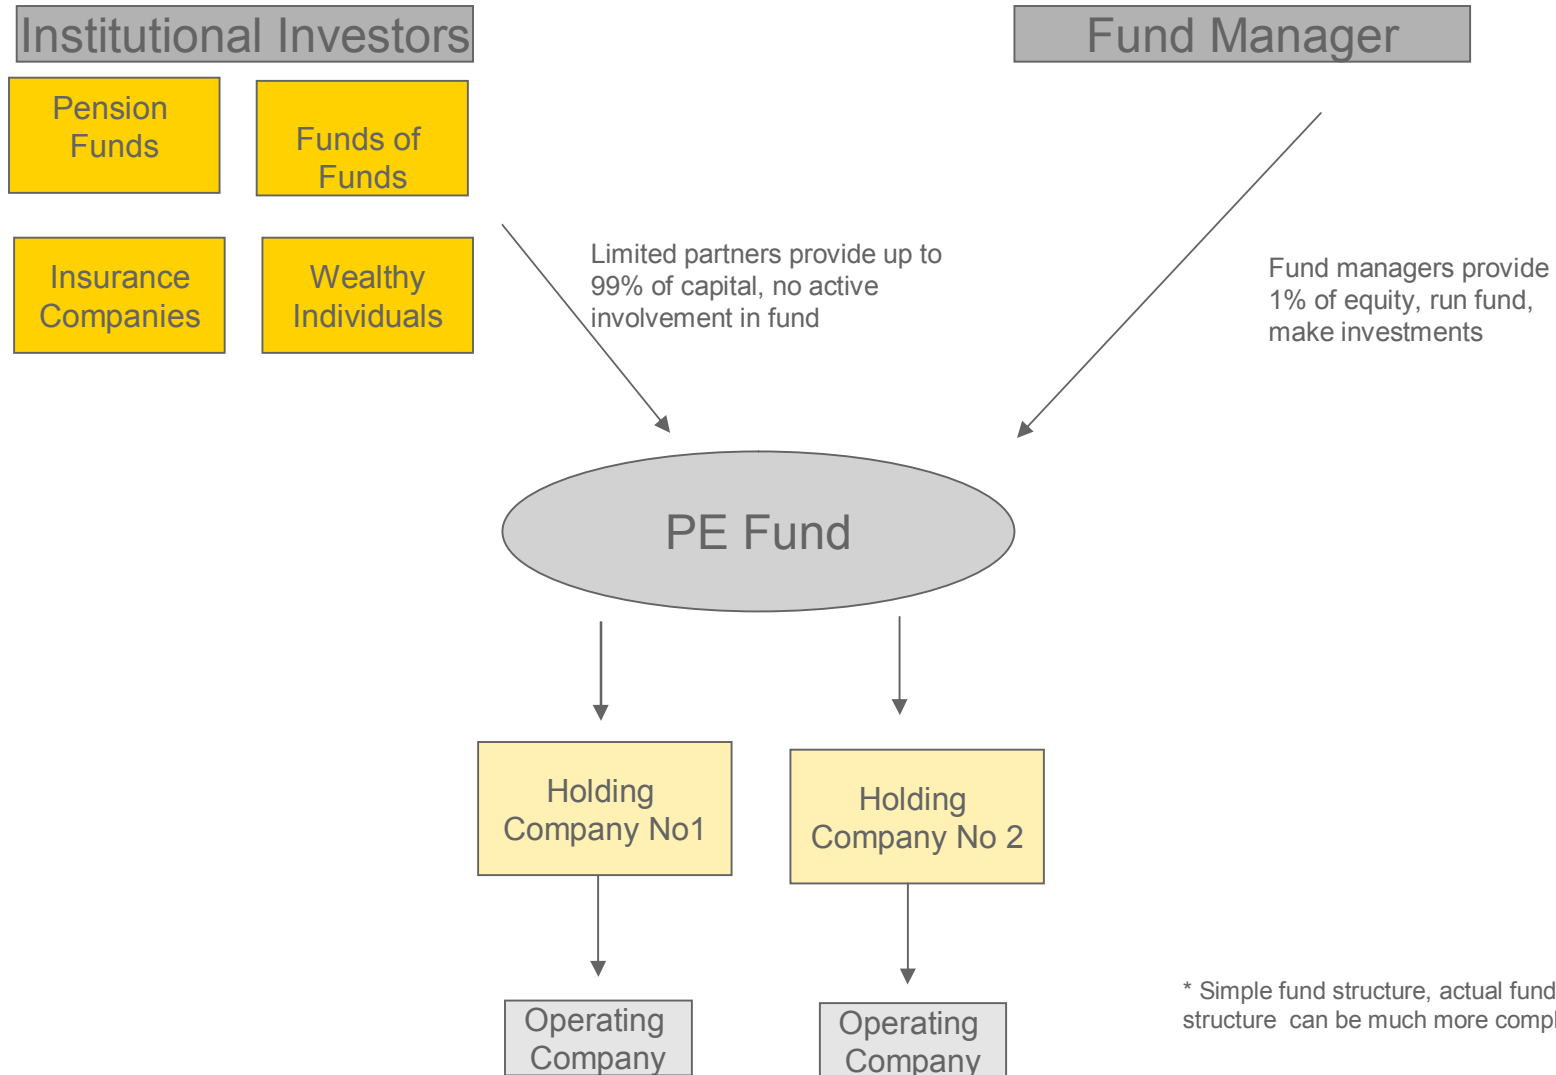 Institutional Investors
Fund Manager
Pension
Funds
Funds of
Funds
Insurance
Companies
Wealthy
Individuals
Limited partners provide up to
99% of capital, no active
involvement in fund
Fund managers provide
1% of equity, run fund,
make investments
PE Fund
Holding
Company No1
Holding
Company No 2
Operating
Company
Operating
Company
* Simple fund structure, actual fund
structure can be much more compl